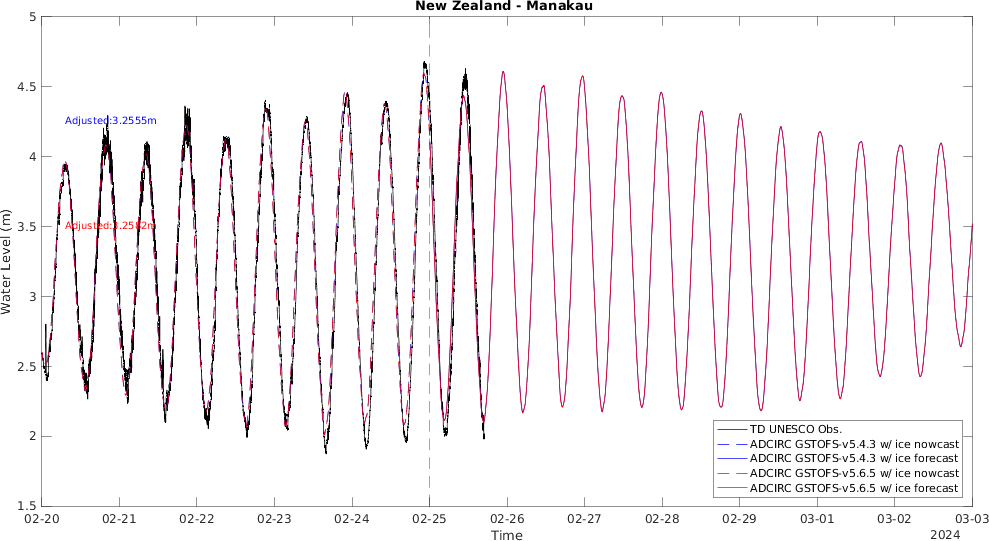 New Zealand - Manakau
Water Level (m)
5
4.5
4
3.5
3
2.5
2
1.5
Adjusted:3.2555m
Adjusted:3.2582m
TD UNESCO Obs.
ADCIRC GSTOFS-v5.4.3 w/ ice nowcast
ADCIRC GSTOFS-v5.4.3 w/ ice forecast
ADCIRC GSTOFS-v5.6.5 w/ ice nowcast
ADCIRC GSTOFS-v5.6.5 w/ ice forecast
02-20 02-21 02-22 02-23 02-24 02-25 02-26 02-27 02-28 02-29 03-01 03-02 03-03
Time
2024